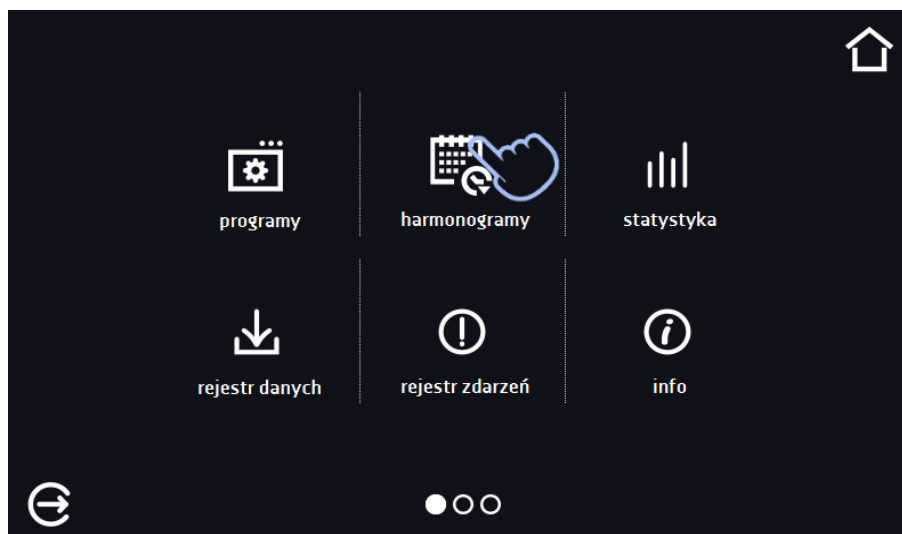 programy
harmonogramy
statystyka
rejestr danych
rejestr zdarzeń
info